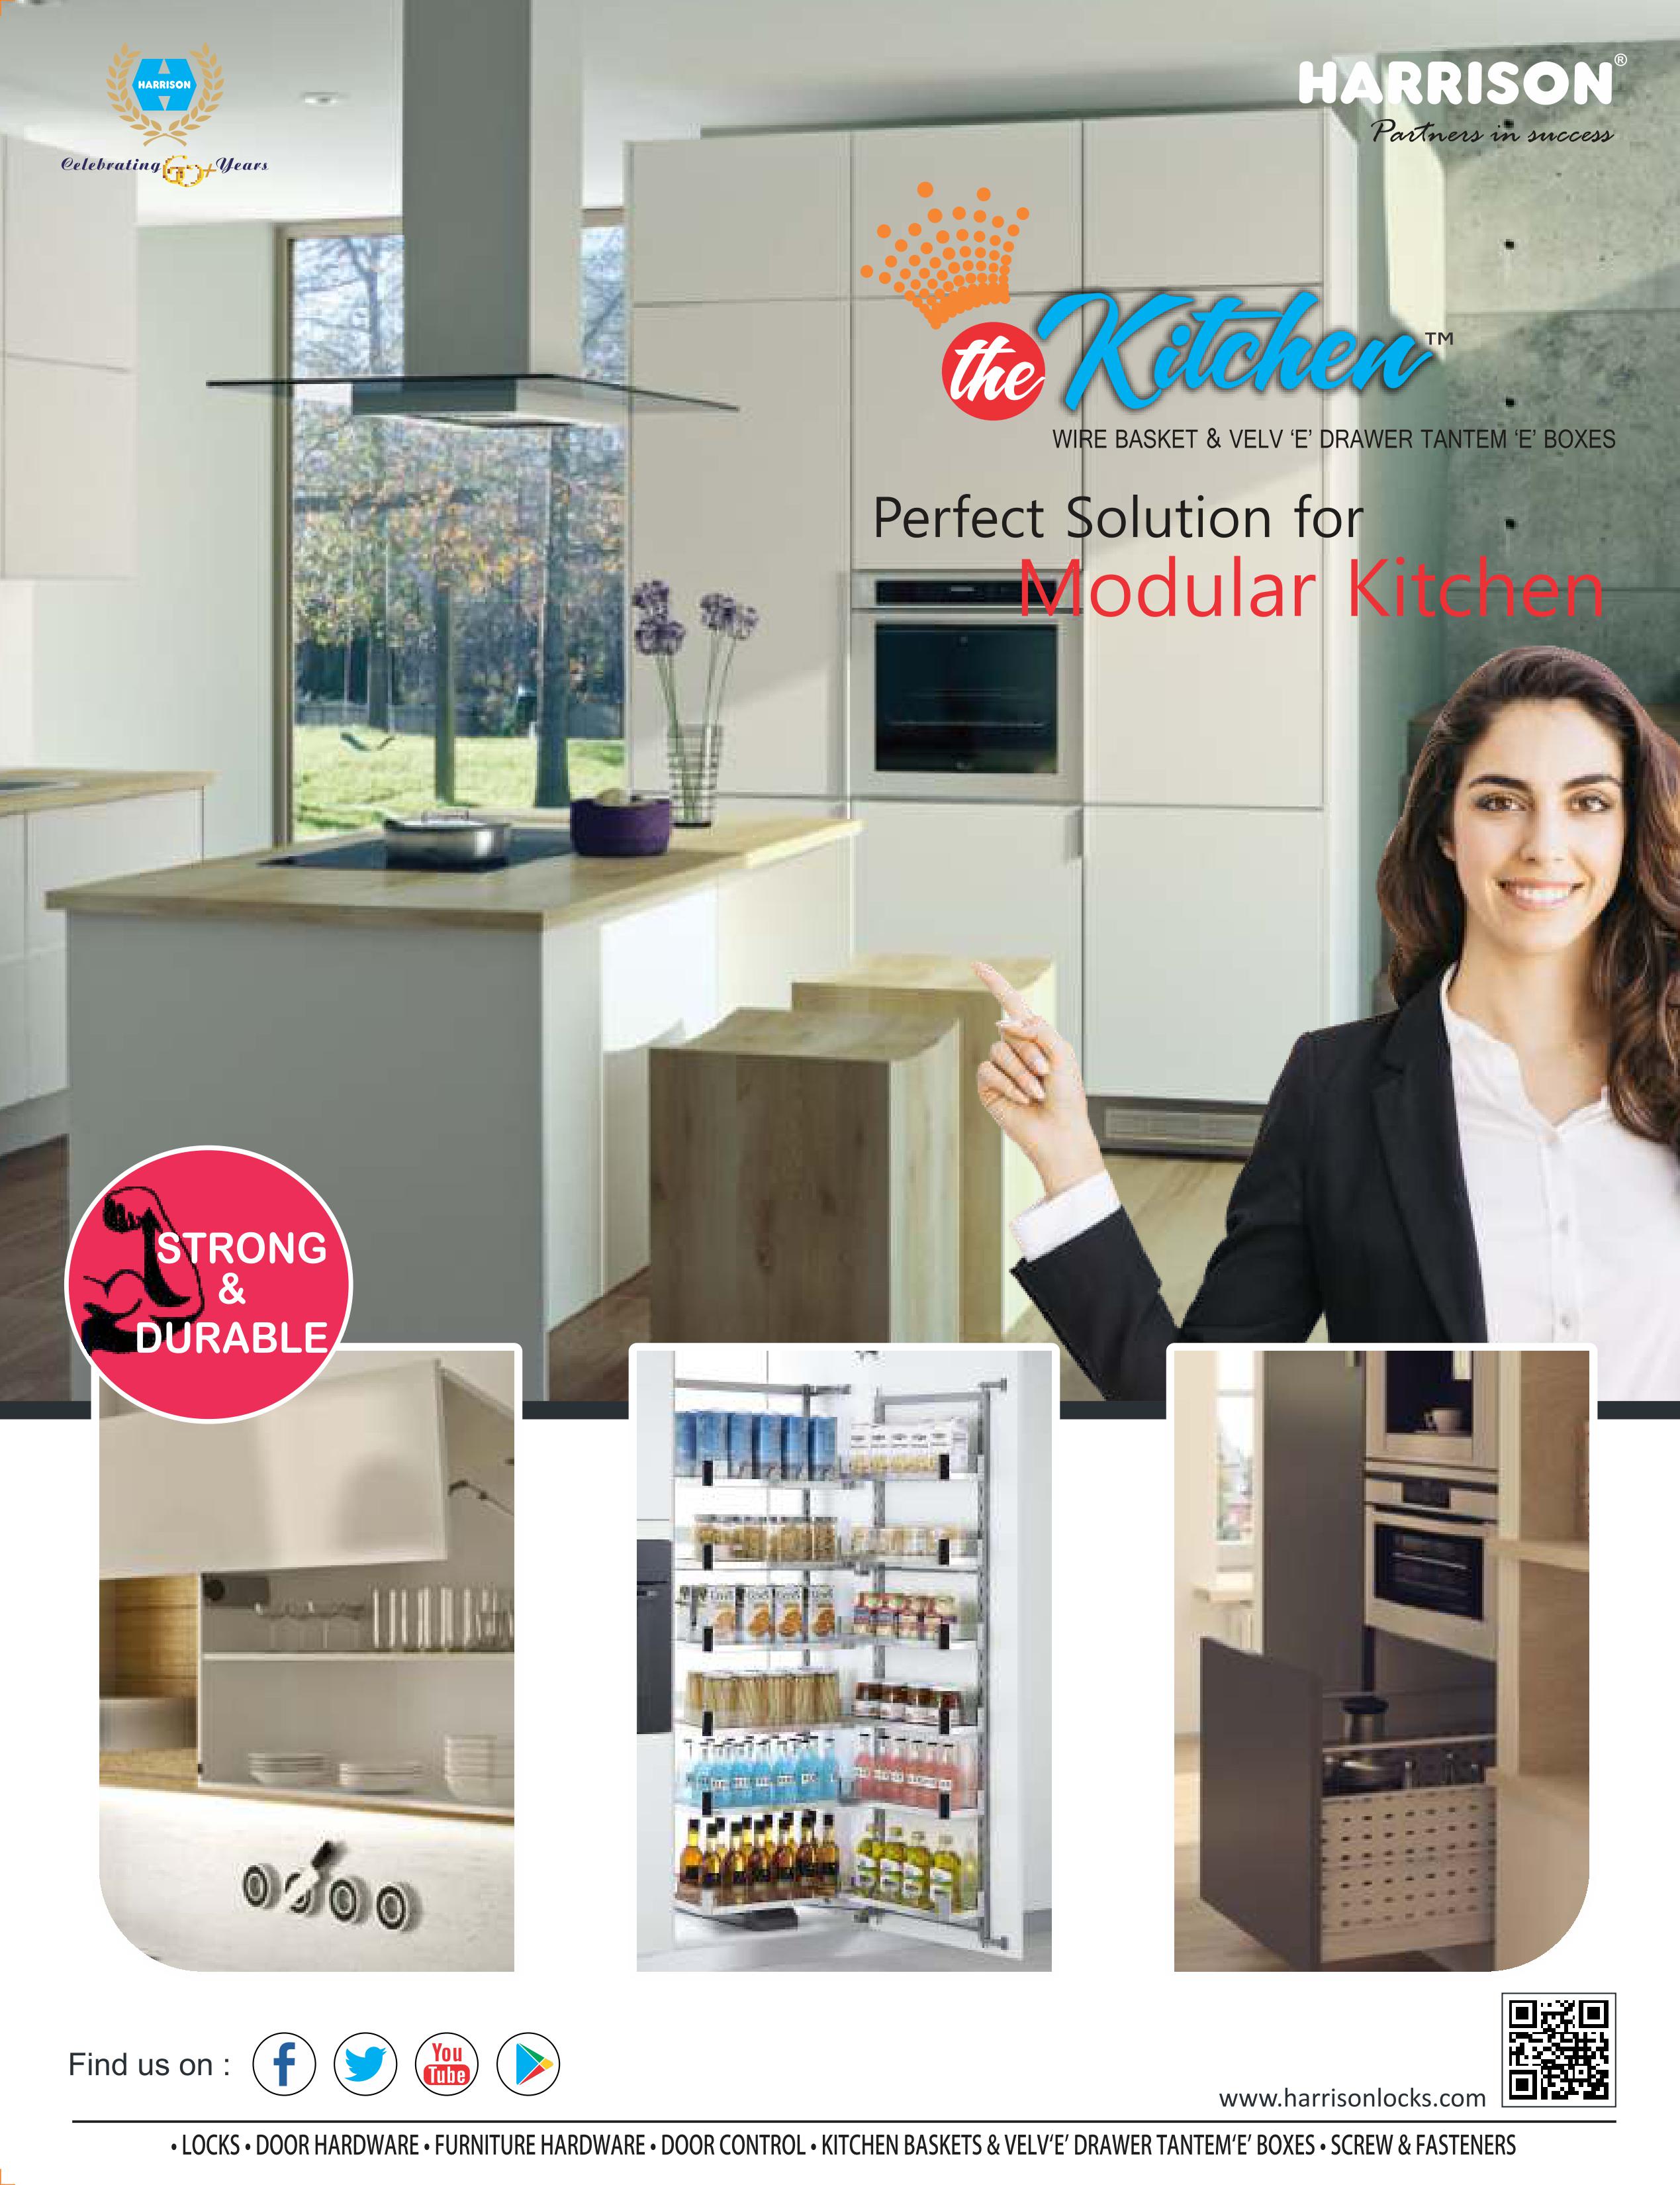 HARRISON
Celebrating 60+ Years
HARRISON®
Partners in success
the Kitchen™
WIRE BASKET & VELV ‘E’ DRAWER TANTEM ‘E’ BOXES
Perfect Solution for
Modular Kitchen
STRONG
&
DURABLE
Find us on :
You
Tube
www.harrisonlocks.com
• LOCKS • DOOR HARDWARE • FURNITURE HARDWARE • DOOR CONTROL • KITCHEN BASKETS & VELV‘E’ DRAWER TANTEM‘E’ BOXES • SCREW & FASTENERS